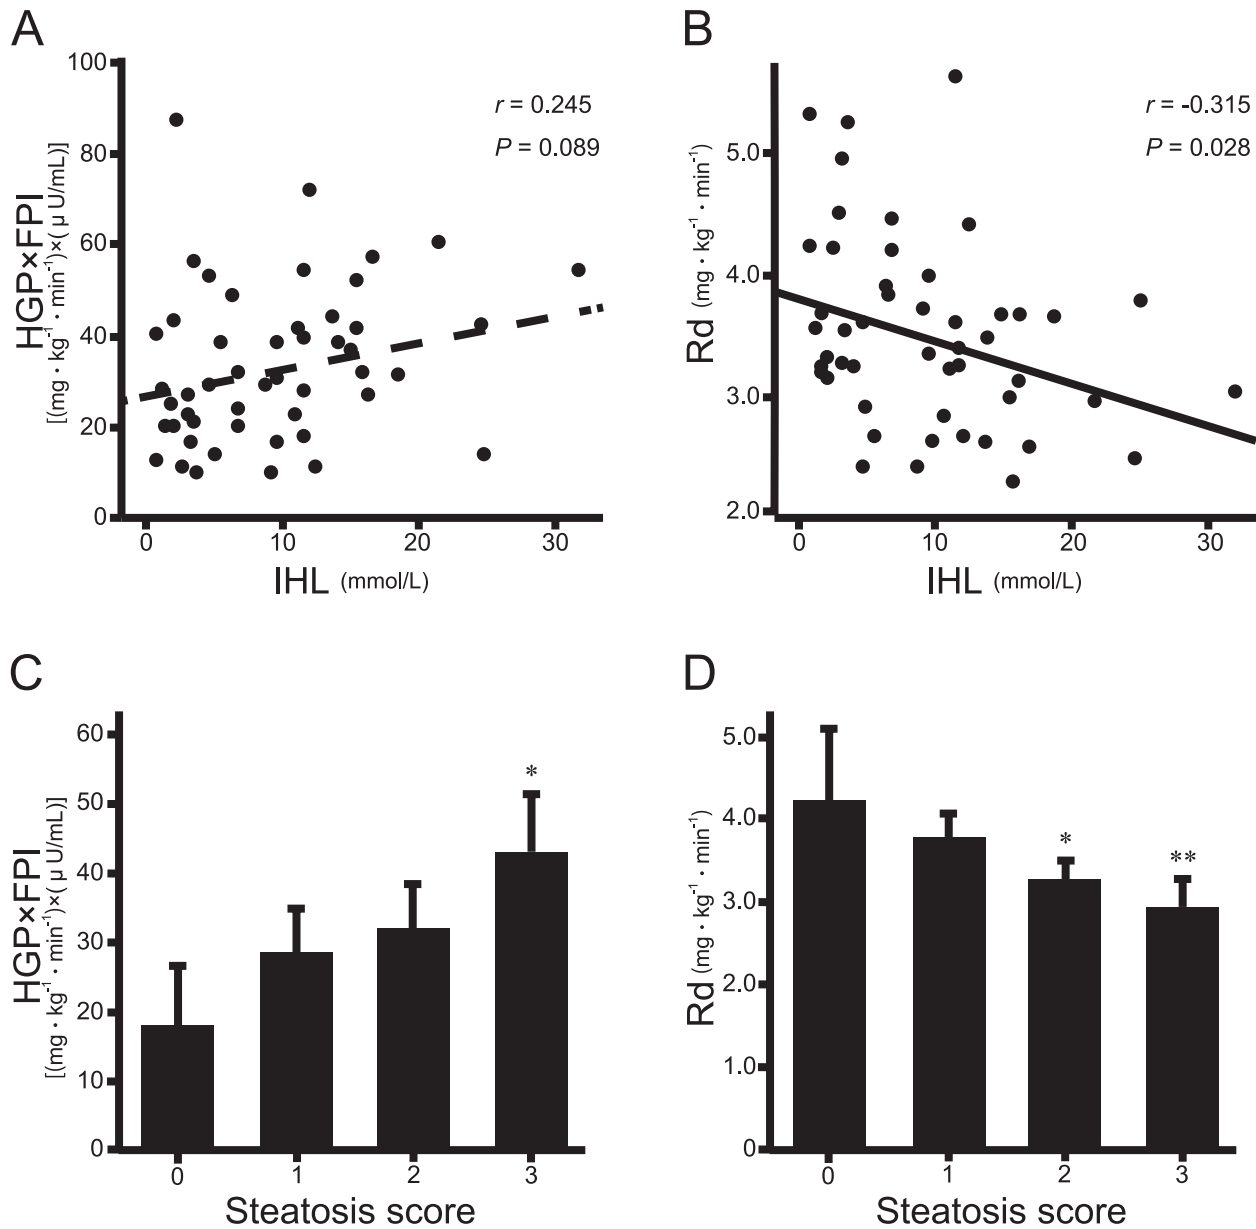 A
100
80
60
40
20
0
HGP×FPI
[(mg・kg⁻¹・min⁻¹)×( μ U/mL)]
r = 0.245
P = 0.089
0 10 20 30
IHL (mmol/L)
B
5.0
4.0
3.0
2.0
Rd (mg・kg⁻¹・min⁻¹)
r = -0.315
P = 0.028
0 10 20 30
IHL (mmol/L)
C
60
50
40
30
20
10
0
HGP×FPI
[(mg・kg⁻¹・min⁻¹)×( μ U/mL)]
*
0 1 2 3
Steatosis score
D
5.0
4.0
3.0
2.0
1.0
0
Rd (mg・kg⁻¹・min⁻¹)
*
**
0 1 2 3
Steatosis score